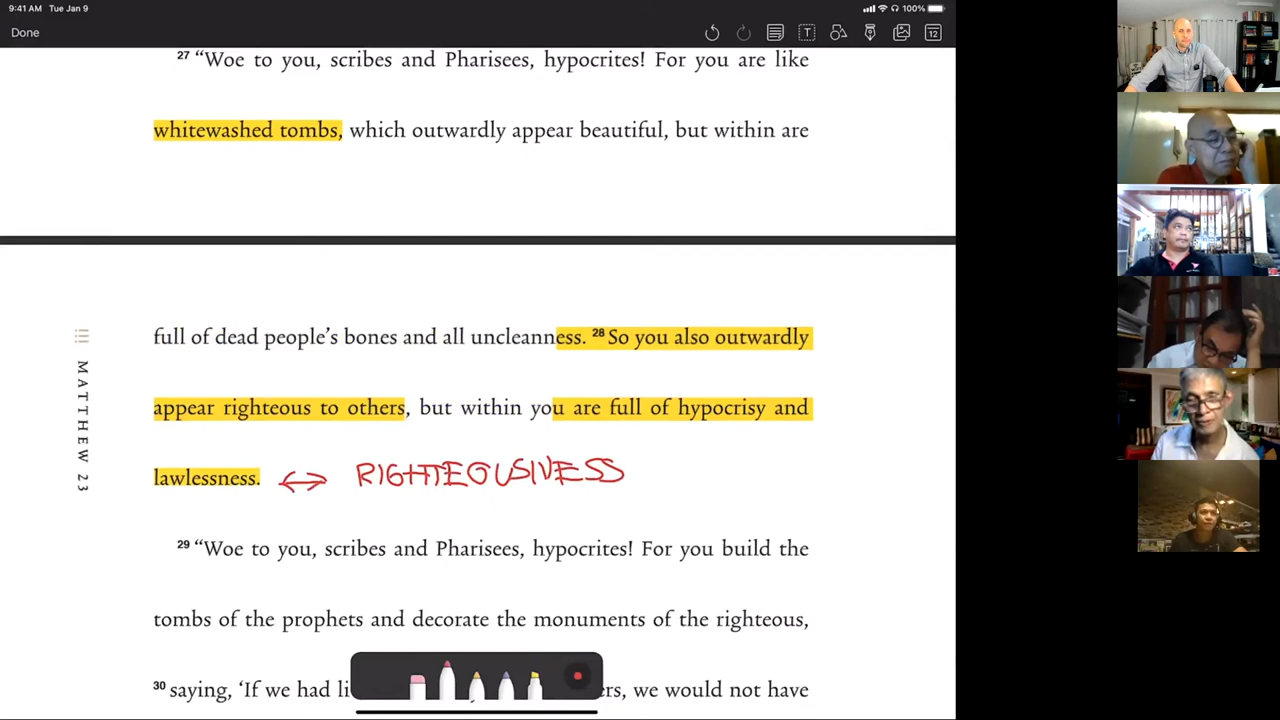 9:41 AM Tue Jan 9
100%
Done
T
12
27 “Woe to you, scribes and Pharisees, hypocrites! For you are like
whitewashed tombs, which outwardly appear beautiful, but within are
full of dead people’s bones and all uncleanness. 28 So you also outwardly
appear righteous to others, but within you are full of hypocrisy and
lawlessness. ↔ RIGHTEOUSNESS
29 “Woe to you, scribes and Pharisees, hypocrites! For you build the
tombs of the prophets and decorate the monuments of the righteous,
30 saying, ‘If we had we would not have
MATTHEW 23